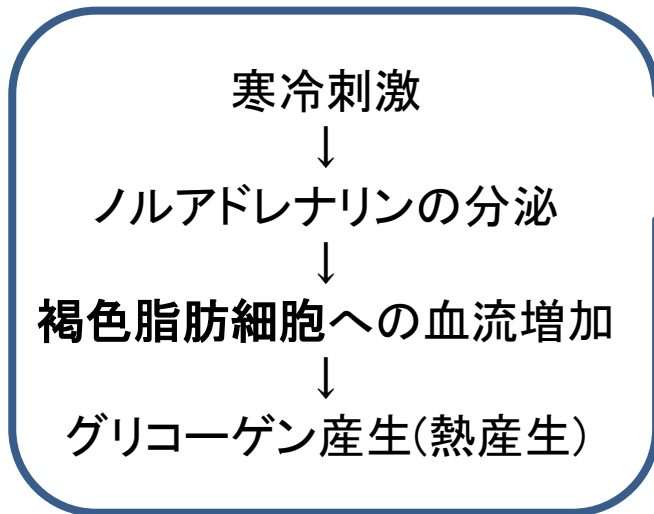 寒冷刺激
↓
ノルアドレナリンの分泌
↓
褐色脂肪細胞への血流増加
↓
グリコーゲン産生(熱産生)